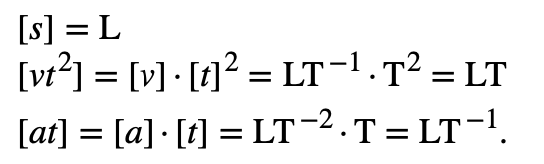 [s] = L
[vt²] = [v] · [t]² = LT⁻¹ · T² = LT
[at] = [a] · [t] = LT⁻² · T = LT⁻¹.